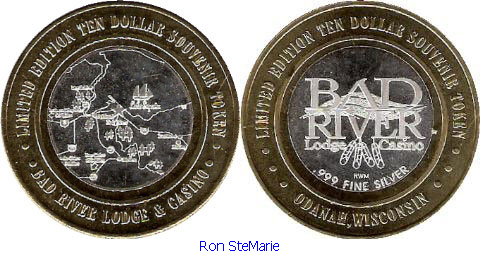 LIMITED EDITION TEN DOLLAR SOUVENIR TOKEN
BAD RIVER LODGE & CASINO
LIMITED EDITION TEN DOLLAR SOUVENIR TOKEN
BAD
RIVER
Lodge Casino
RWM
.999 FINE SILVER
ODANAH, WISCONSIN
Ron SteMarie